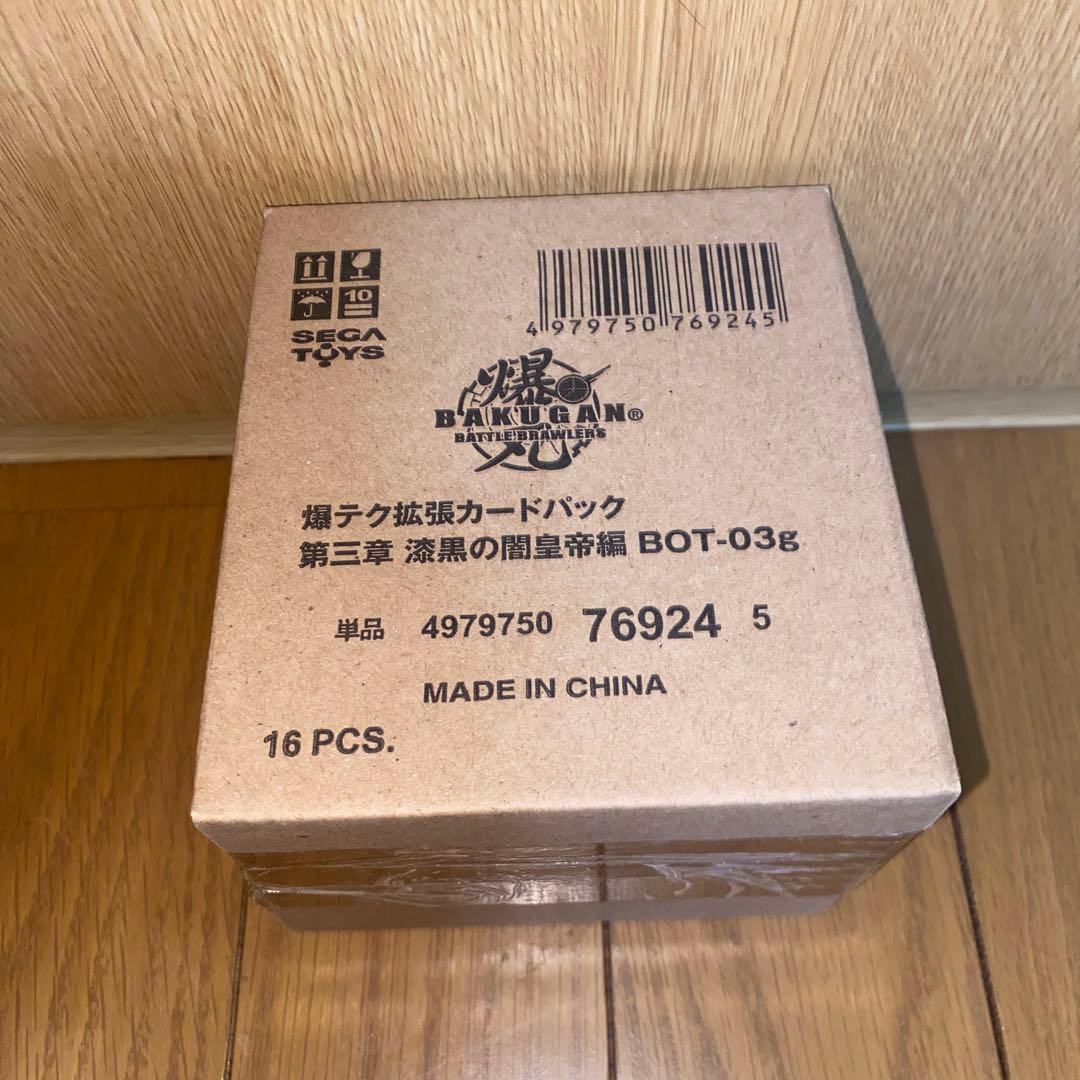 10
SEGA
TOYS
4 979750 769245
爆
BAKUGAN®
BATTLE BRAWLERS
丸
爆テク拡張カードパック
第三章 漆黒の闇皇帝編 BOT-03g
単品 4979750 76924 5
MADE IN CHINA
16 PCS.